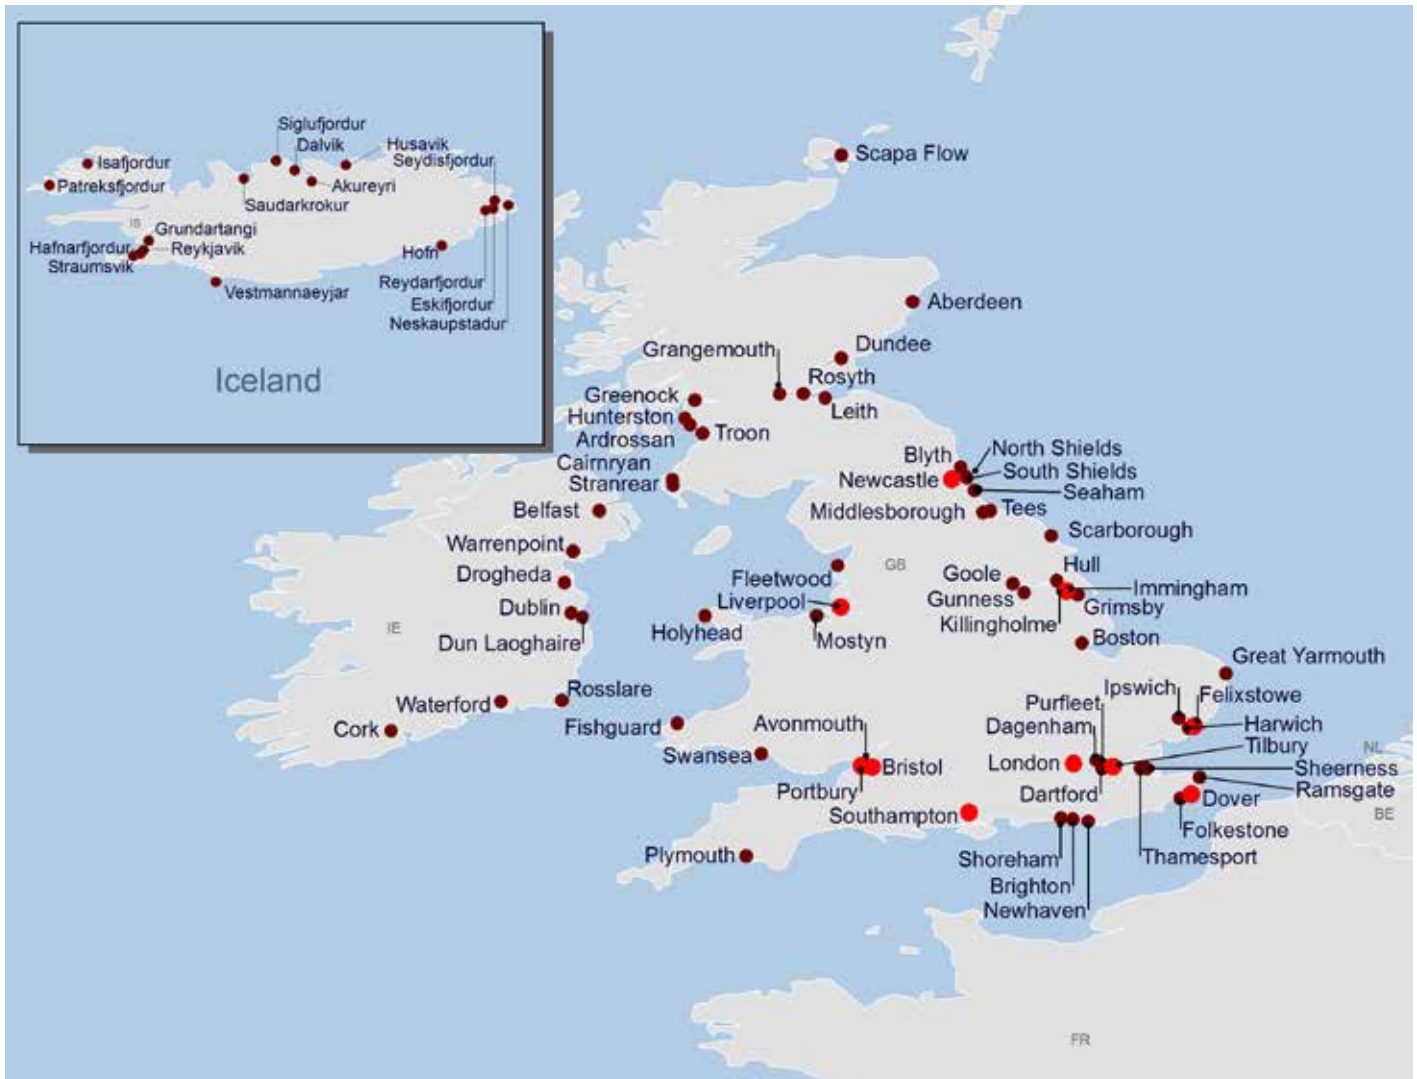 Siglufjordur
Dalvik
Husavik
Seydisfjordur
Isafjordur
Patreksfjordur
Akureyri
Saudarkrokur
IS
Grundartangi
Hafnarfjordur
Reykjavik
Straumsvik
Hofn
Vestmannaeyjar
Reydarfjordur
Eskifjordur
Neskaupstadur
Iceland
Scapa Flow
Aberdeen
Dundee
Grangemouth
Rosyth
Leith
Greenock
Hunterston
Ardrossan
Troon
Cairnryan
Stranrear
Blyth
North Shields
South Shields
Newcastle
Seaham
Middlesborough
Tees
Scarborough
Belfast
Warrenpoint
Drogheda
Dublin
Dun Laoghaire
IE
GB
Fleetwood
Liverpool
Holyhead
Mostyn
Goole
Gunness
Hull
Immingham
Grimsby
Killingholme
Boston
Great Yarmouth
Rosslare
Waterford
Cork
Fishguard
Swansea
Avonmouth
Bristol
Portbury
Southampton
Plymouth
Ipswich
Felixstowe
Purfleet
Harwich
Dagenham
Tilbury
London
Sheerness
Dartford
Ramsgate
Dover
Folkestone
Thamesport
Shoreham
Brighton
Newhaven
NL
BE
FR